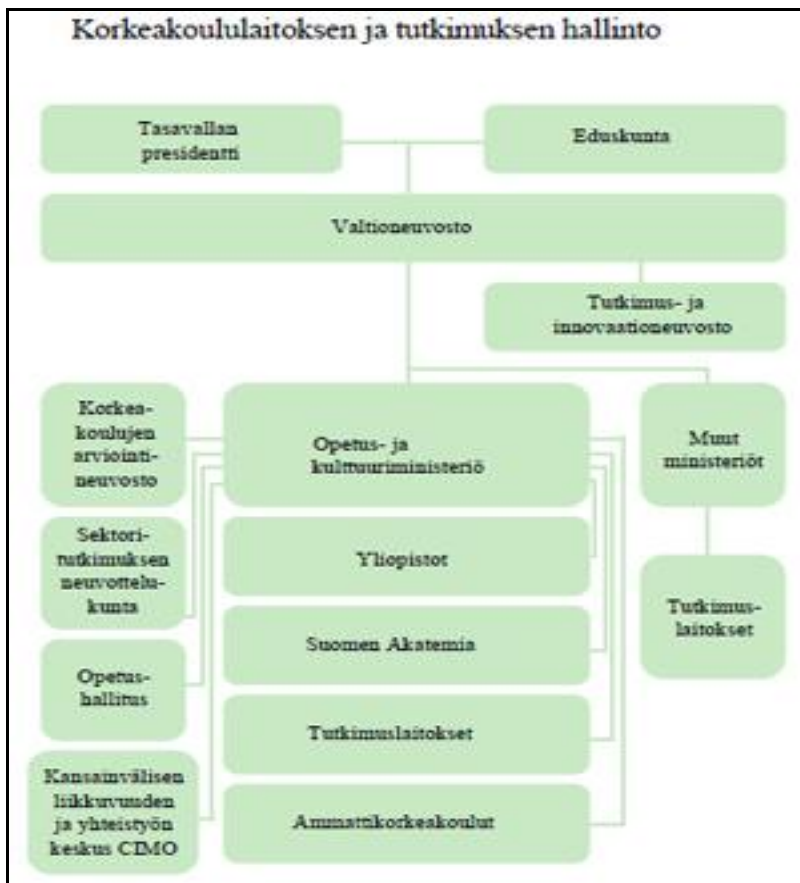 Korkeakoululaitoksen ja tutkimuksen hallinto
Tasavallan
presidentti
Eduskunta
Valtioneuvosto
Tutkimus- ja
innovaationeuvosto
Korkea-
koulujen
arviointi-
neuvosto
Opetus- ja
kulttuuriministeriö
Muut
ministeriöt
Sektori-
tutkimuksen
neuvottelu-
kunta
Yliopistot
Tutkimus-
laitokset
Suomen Akatemia
Opetus-
hallitus
Tutkimuslaitokset
Kansainvälisen
liikkuvuuden
ja yhteistyön
keskus CIMO
Ammattikorkeakoulut